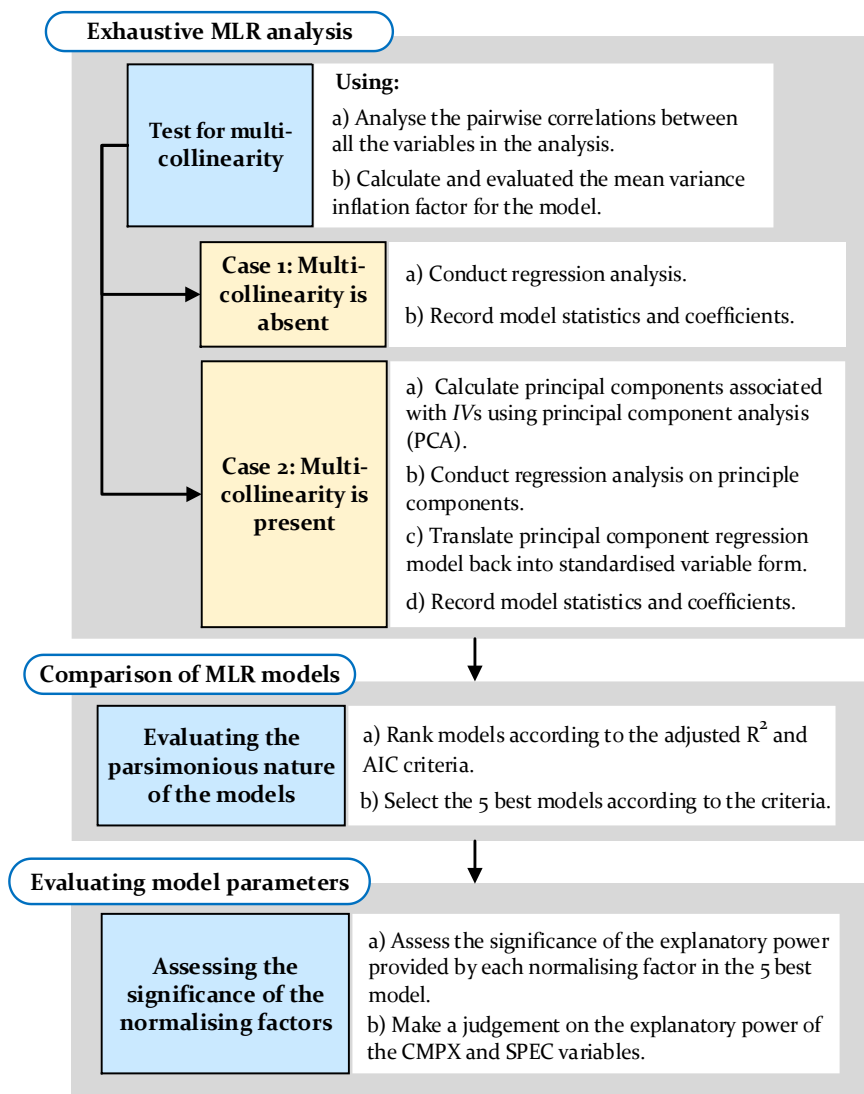 Exhaustive MLR analysis
Test for multi-
collinearity
Using:
a) Analyse the pairwise correlations between
all the variables in the analysis.
b) Calculate and evaluated the mean variance
inflation factor for the model.
Case 1: Multi-
collinearity is
absent
a) Conduct regression analysis.
b) Record model statistics and coefficients.
Case 2: Multi-
collinearity is
present
a) Calculate principal components associated
with IVs using principal component analysis
(PCA).
b) Conduct regression analysis on principle
components.
c) Translate principal component regression
model back into standardised variable form.
d) Record model statistics and coefficients.
Comparison of MLR models
Evaluating the
parsimonious nature
of the models
a) Rank models according to the adjusted R² and
AIC criteria.
b) Select the 5 best models according to the criteria.
Evaluating model parameters
Assessing the
significance of the
normalising factors
a) Assess the significance of the explanatory power
provided by each normalising factor in the 5 best
model.
b) Make a judgement on the explanatory power of
the CMPX and SPEC variables.